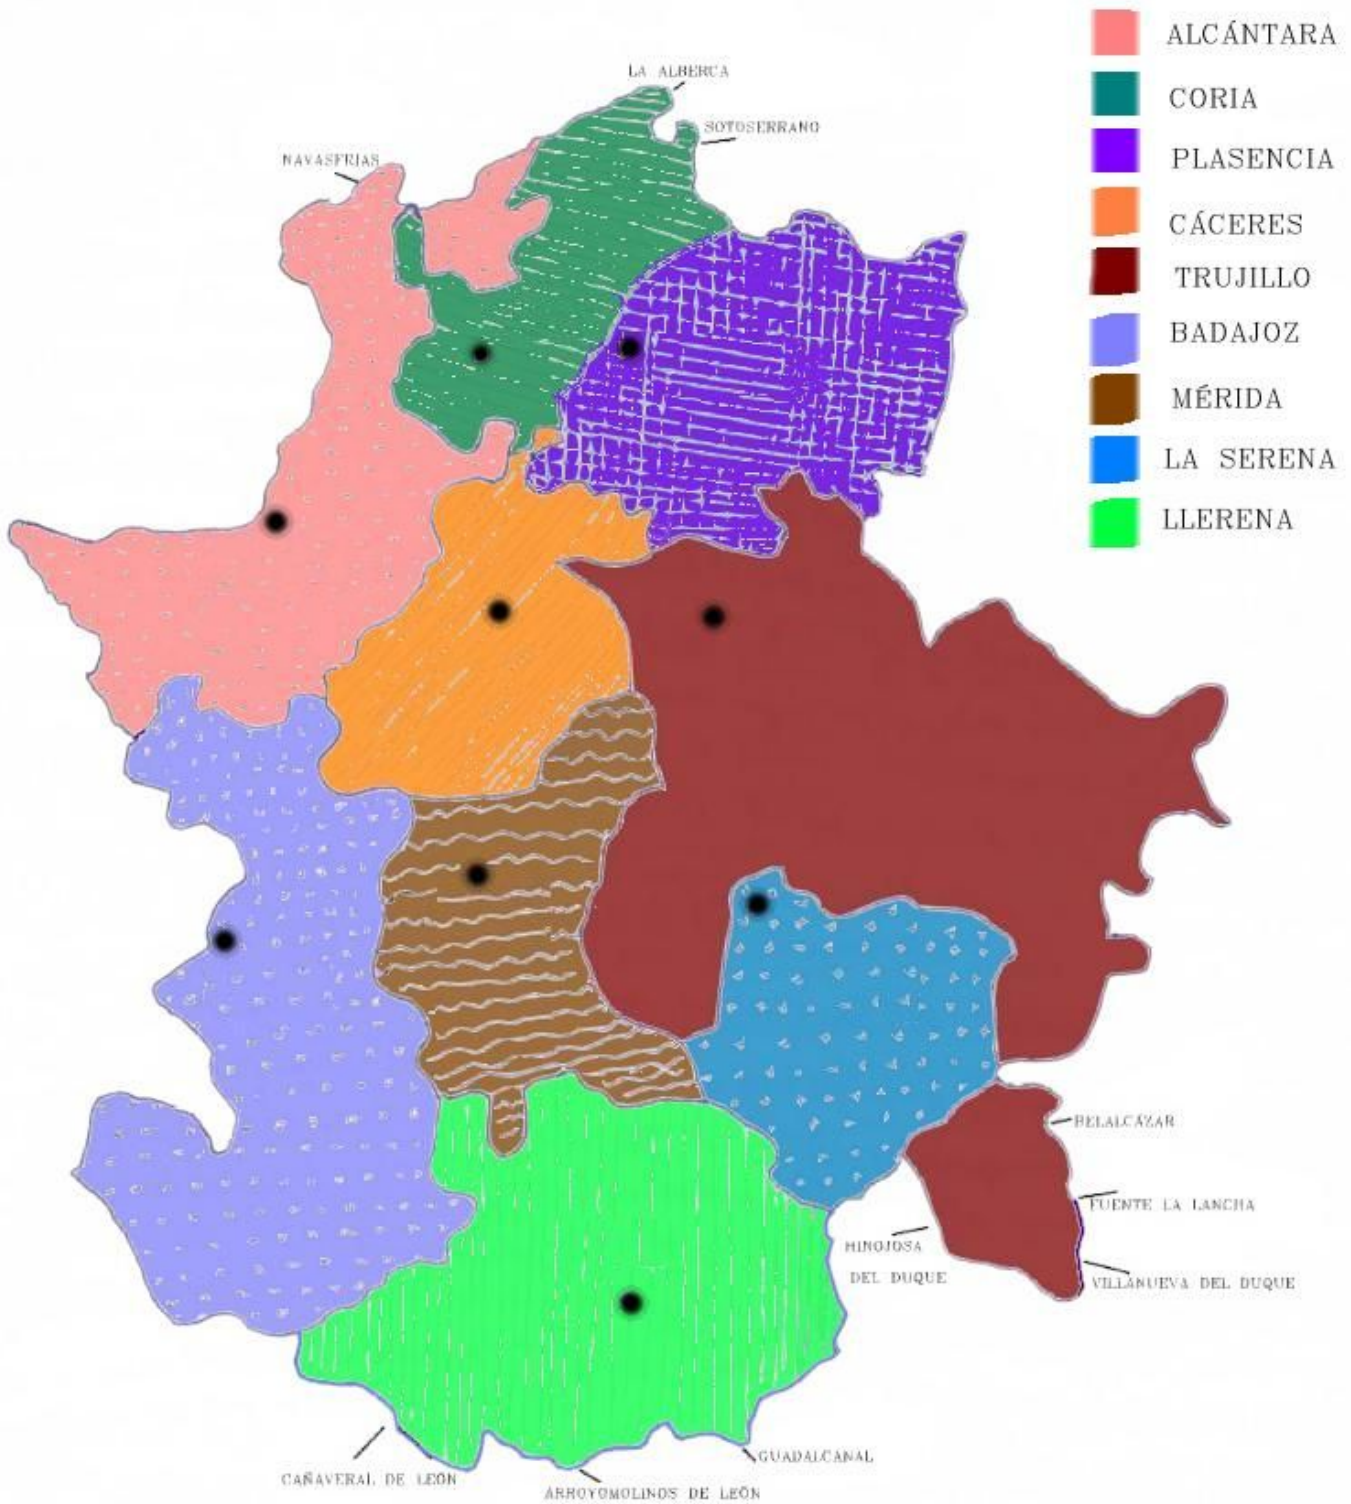 ALCÁNTARA
CORIA
PLASENCIA
CÁCERES
TRUJILLO
BADAJOZ
MÉRIDA
LA SERENA
LLERENA
LA ALBERCA
SOTOSERRANO
NAVASFRIAS
BELALCÁZAR
FUENTE LA LANCHA
HINOJOSA
DEL DUQUE
VILLANUEVA DEL DUQUE
GUADALCANAL
CAÑAVERAL DE LEÓN
ARROYOMOLINOS DE LEÓN